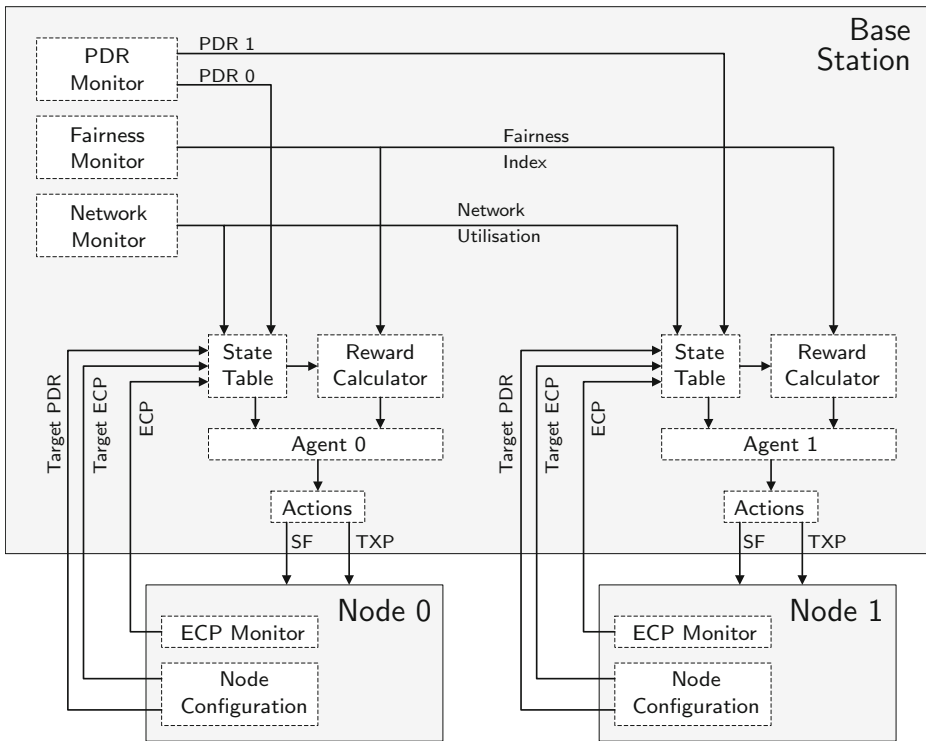 Base
Station
PDR
Monitor
PDR 1
PDR 0
Fairness
Monitor
Fairness
Index
Network
Monitor
Network
Utilisation
State
Table
Reward
Calculator
State
Table
Reward
Calculator
Target PDR
Target ECP
ECP
Target PDR
Target ECP
ECP
Agent 0
Agent 1
Actions
Actions
SF
TXP
SF
TXP
Node 0
Node 1
ECP Monitor
ECP Monitor
Node
Configuration
Node
Configuration